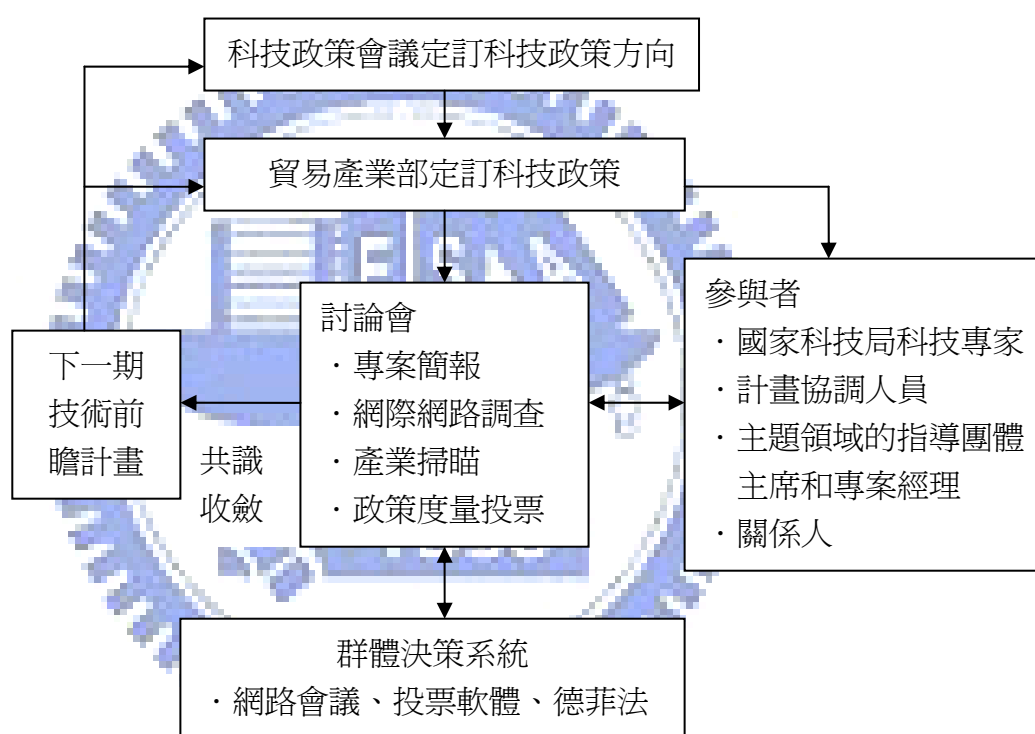 科技政策會議定訂科技政策方向
貿易產業部定訂科技政策
討論會
·專案簡報
·網際網路調查
·產業掃瞄
·政策度量投票
參與者
·國家科技局科技專家
·計畫協調人員
·主題領域的指導團體
主席和專案經理
·關係人
下一期
技術前
瞻計畫
共識
收斂
群體決策系統
·網路會議、投票軟體、德菲法